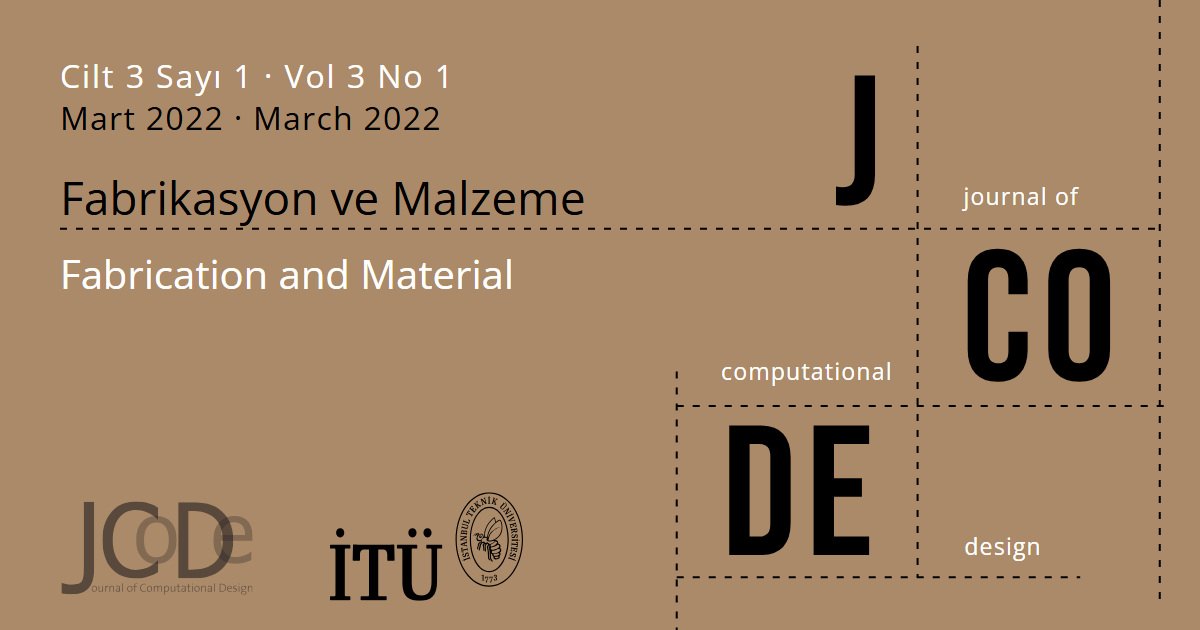 Cilt 3 Sayı 1 · Vol 3 No 1
Mart 2022 · March 2022
Fabrikasyon ve Malzeme
Fabrication and Material
J
journal of
CO
computational
DE
design
JCoDe
Journal of Computational Design
İTÜ
İSTANBUL TEKNİK ÜNİVERSİTESİ
1773